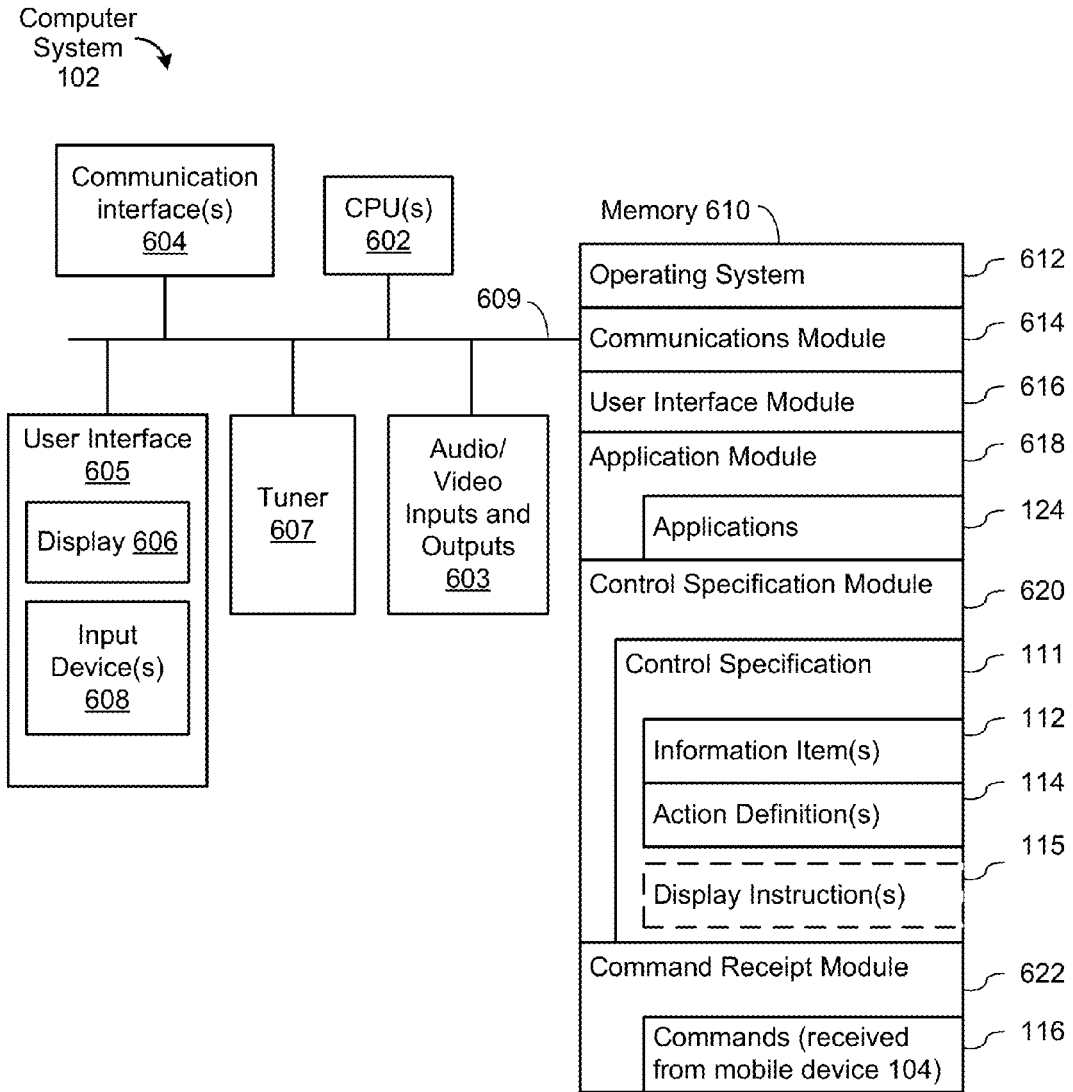 Computer
System
102
Communication
interface(s)
604
CPU(s)
602
609
User Interface
605
Display 606
Input
Device(s)
608
Tuner
607
Audio/
Video
Inputs and
Outputs
603
Memory 610
Operating System
612
Communications Module
614
User Interface Module
616
Application Module
618
Applications
124
Control Specification Module
620
Control Specification
111
Information Item(s)
112
Action Definition(s)
114
Display Instruction(s)
115
Command Receipt Module
622
Commands (received
from mobile device 104)
116